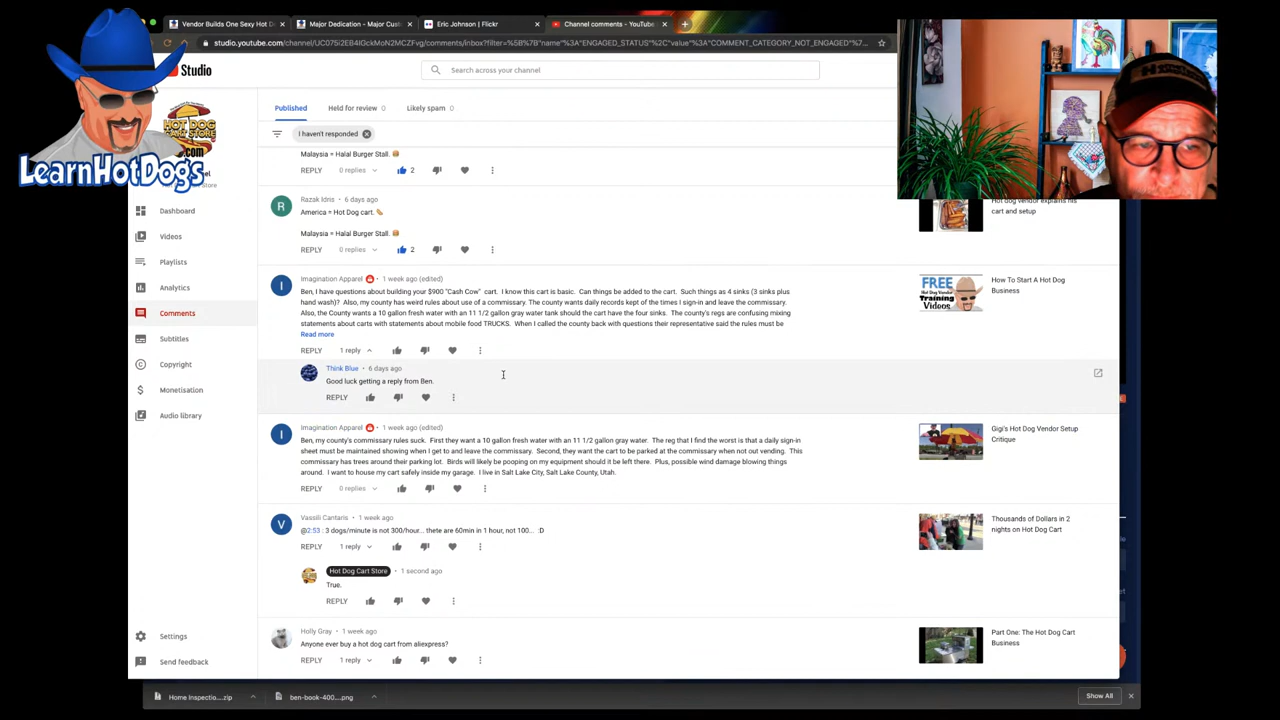 Vendor Builds One Sexy Hot D
Major Dedication - Major Cust
Eric Johnson | Flickr
Channel comments - YouTube
studio.youtube.com/channel/
Studio
Search across your channel
HOT DOG
CART STORE
.com
LearnHotDogs
Store
Dashboard
Videos
Playlists
Analytics
Comments
Subtitles
Copyright
Monetisation
Audio library
Settings
Send feedback
Published
Held for review 0
Likely spam 0
I haven't responded
Malaysia = Halal Burger Stall.
REPLY 0 replies 2
Razak Idris • 6 days ago
America = Hot Dog cart.
Malaysia = Halal Burger Stall.
REPLY 0 replies 2
Hot dog vendor explains his
cart and setup
Imagination Apparel • 1 week ago (edited)
Ben, I have questions about building your $900 "Cash Cow" cart. I know this cart is basic. Can things be added to the cart. Such things as 4 sinks (3 sinks plus
hand wash)? Also, my county has weird rules about use of a commissary. The county wants daily records kept of the times I sign-in and leave the commissary.
Also, the County wants a 10 gallon fresh water with an 11 1/2 gallon gray water tank should the cart have the four sinks. The county's regs are confusing mixing
statements about carts with statements about mobile food TRUCKS. When I called the county back with questions their representative said the rules must be
Read more
REPLY 1 reply
FREE
Hot Dog Vendor
Training
Videos
How To Start A Hot Dog
Business
Think Blue • 6 days ago
Good luck getting a reply from Ben.
REPLY
Imagination Apparel • 1 week ago (edited)
Ben, my county's commissary rules suck. First they want a 10 gallon fresh water with an 11 1/2 gallon gray water. The reg that I find the worst is that a daily sign-in
sheet must be maintained showing when I get to and leave the commissary. Second, they want the cart to be parked at the commissary when not out vending. This
commissary has trees around their parking lot. Birds will likely be pooping on my equipment should it be left there. Plus, possible wind damage blowing things
around. I want to house my cart safely inside my garage. I live in Salt Lake City, Salt Lake County, Utah.
REPLY 0 replies
Gigi's Hot Dog Vendor Setup
Critique
Vassili Cantaris • 1 week ago
@2:53 : 3 dogs/minute is not 300/hour... thete are 60min in 1 hour, not 100... :D
REPLY 1 reply
Thousands of Dollars in 2
nights on Hot Dog Cart
Hot Dog Cart Store • 1 second ago
True.
REPLY
Holly Gray • 1 week ago
Anyone ever buy a hot dog cart from aliexpress?
REPLY 1 reply
Part One: The Hot Dog Cart
Business
Home Inspectio....zip
ben-book-400....png
Show All